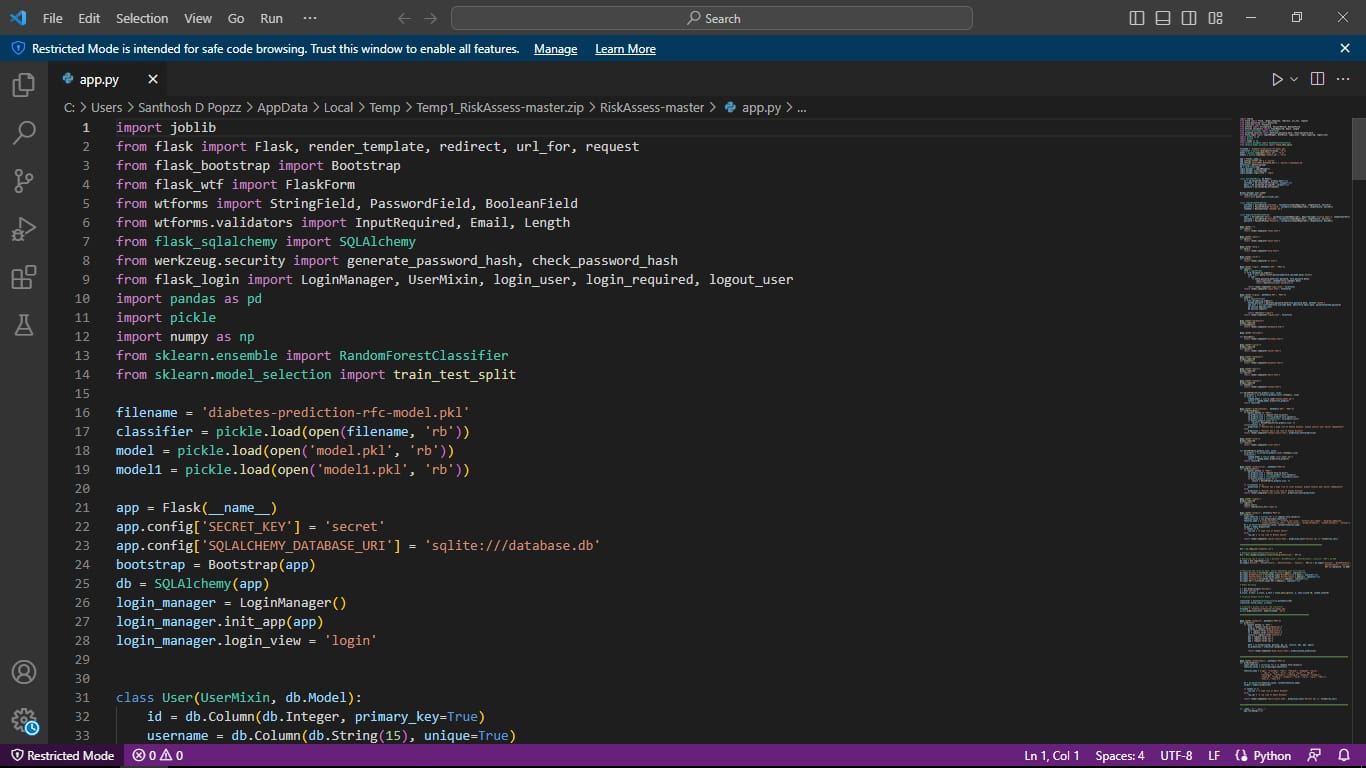 File Edit Selection View Go Run ··· Search
Restricted Mode is intended for safe code browsing. Trust this window to enable all features. Manage Learn More
app.py
C: > Users > Santhosh D Popzz > AppData > Local > Temp > Temp1_RiskAssess-master.zip > RiskAssess-master > app.py > ...
1 import joblib
2 from flask import Flask, render_template, redirect, url_for, request
3 from flask_bootstrap import Bootstrap
4 from flask_wtf import FlaskForm
5 from wtforms import StringField, PasswordField, BooleanField
6 from wtforms.validators import InputRequired, Email, Length
7 from flask_sqlalchemy import SQLAlchemy
8 from werkzeug.security import generate_password_hash, check_password_hash
9 from flask_login import LoginManager, UserMixin, login_user, login_required, logout_user
10 import pandas as pd
11 import pickle
12 import numpy as np
13 from sklearn.ensemble import RandomForestClassifier
14 from sklearn.model_selection import train_test_split
15
16 filename = 'diabetes-prediction-rfc-model.pkl'
17 classifier = pickle.load(open(filename, 'rb'))
18 model = pickle.load(open('model.pkl', 'rb'))
19 model1 = pickle.load(open('model1.pkl', 'rb'))
20
21 app = Flask(__name__)
22 app.config['SECRET_KEY'] = 'secret'
23 app.config['SQLALCHEMY_DATABASE_URI'] = 'sqlite:///database.db'
24 bootstrap = Bootstrap(app)
25 db = SQLAlchemy(app)
26 login_manager = LoginManager()
27 login_manager.init_app(app)
28 login_manager.login_view = 'login'
29
30
31 class User(UserMixin, db.Model):
32     id = db.Column(db.Integer, primary_key=True)
33     username = db.Column(db.String(15), unique=True)
Restricted Mode 0 0 Ln 1, Col 1 Spaces: 4 UTF-8 LF Python